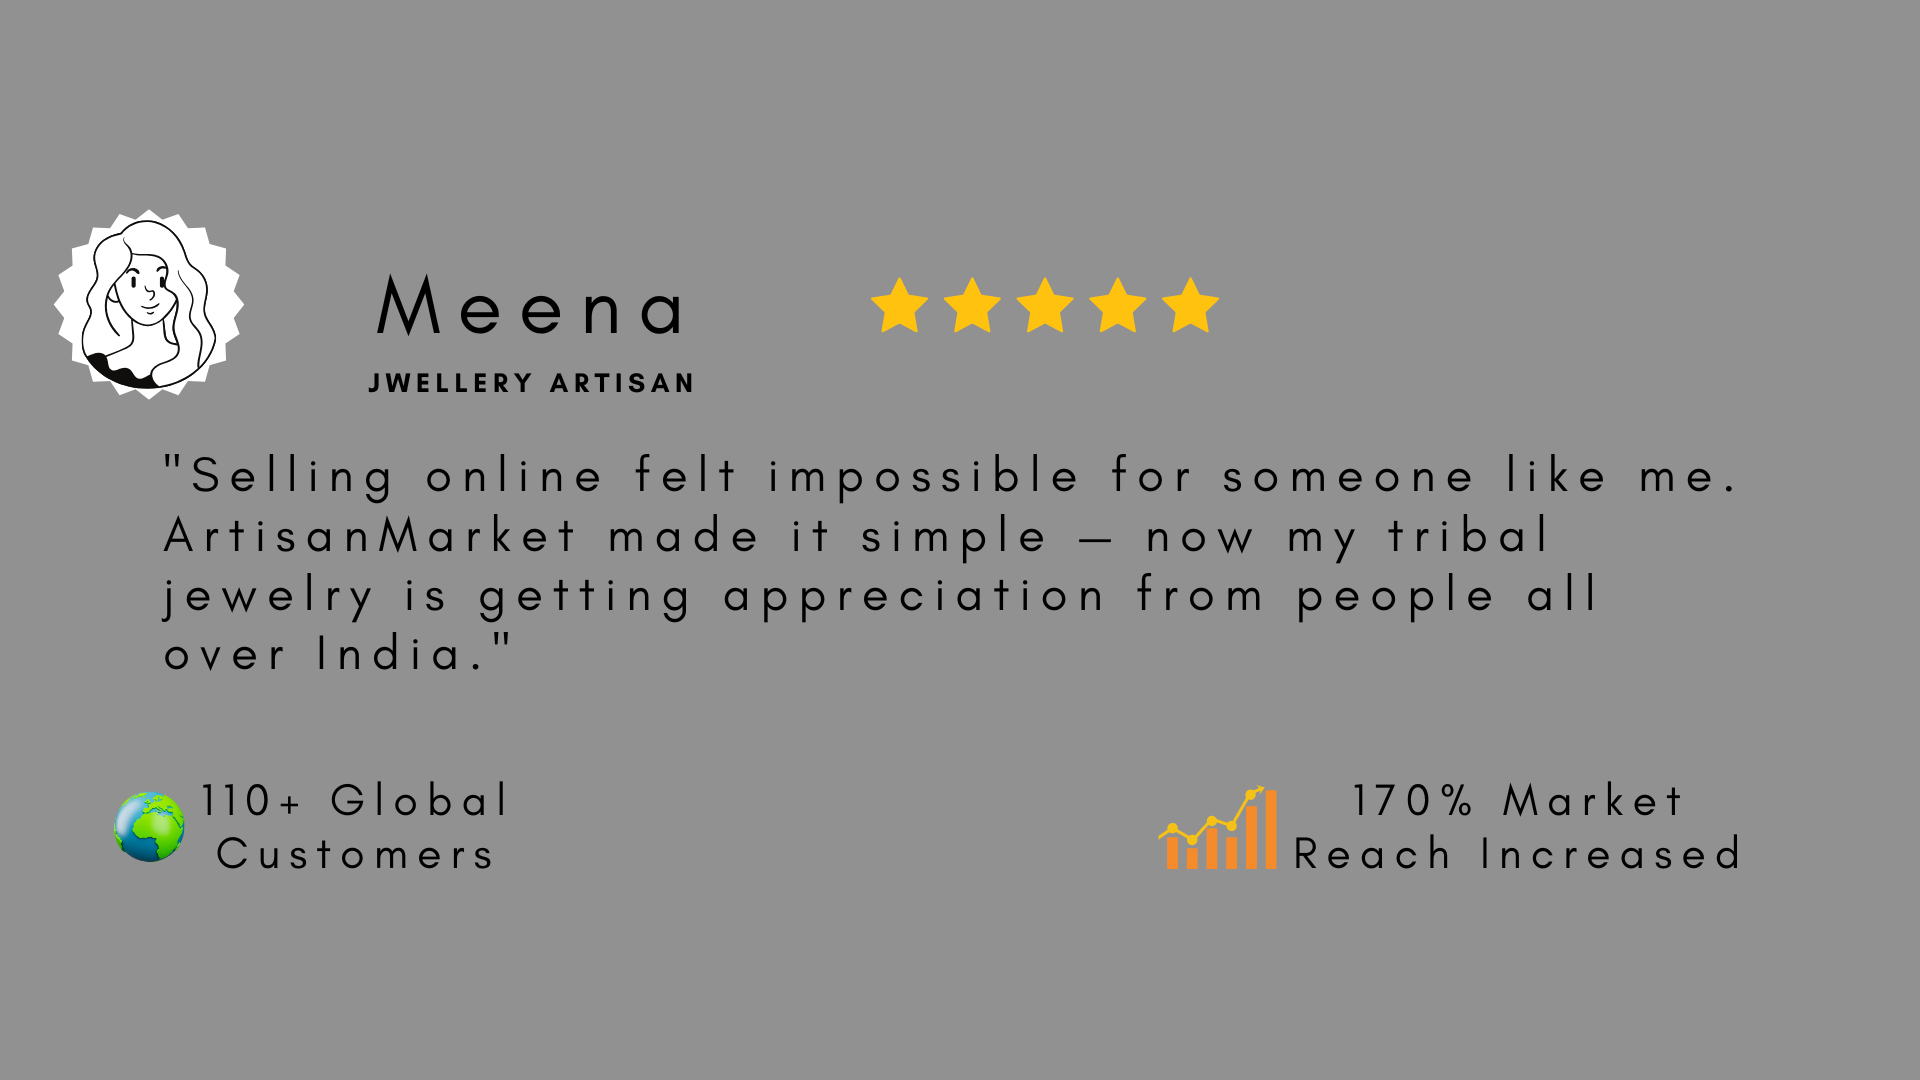 Meena
JWELLERY ARTISAN
"Selling online felt impossible for someone like me.
ArtisanMarket made it simple — now my tribal
jewelry is getting appreciation from people all
over India."
110+ Global
Customers
170% Market
Reach Increased